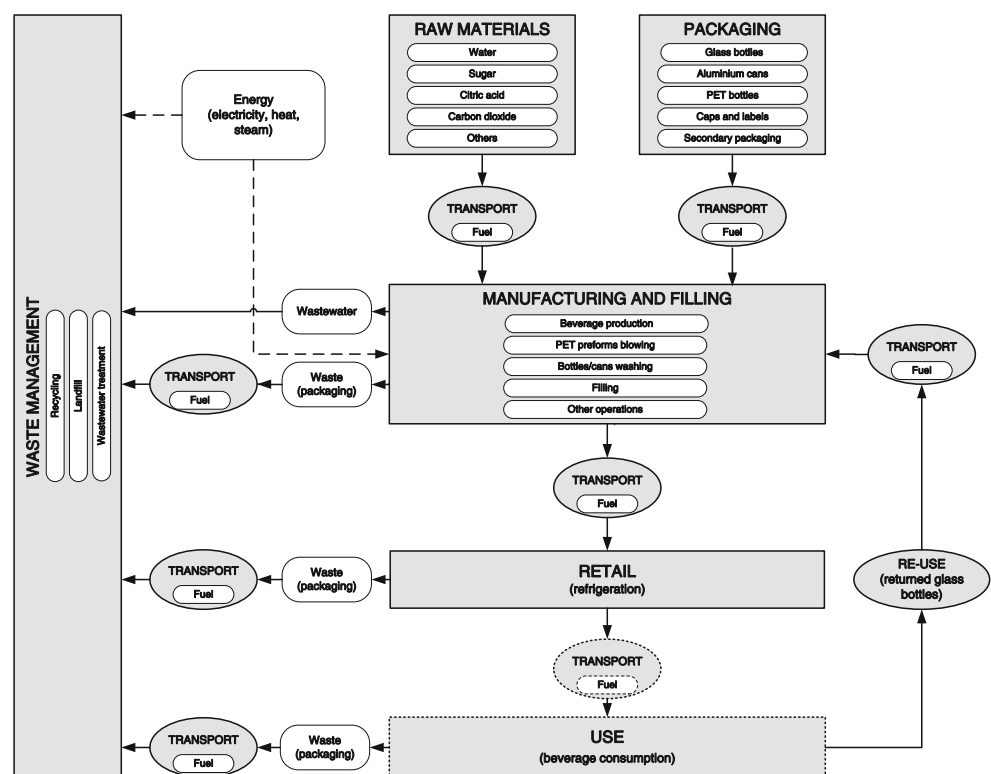 RAW MATERIALS
Water
Sugar
Citric acid
Carbon dioxide
Others
PACKAGING
Glass bottles
Aluminium cans
PET bottles
Caps and labels
Secondary packaging
Energy
(electricity, heat,
steam)
TRANSPORT
Fuel
TRANSPORT
Fuel
WASTE MANAGEMENT
Recycling
Landfill
Wastewater treatment
Wastewater
MANUFACTURING AND FILLING
Beverage production
PET preforms blowing
Bottles/cans washing
Filling
Other operations
TRANSPORT
Fuel
Waste
(packaging)
TRANSPORT
Fuel
TRANSPORT
Fuel
TRANSPORT
Fuel
Waste
(packaging)
RETAIL
(refrigeration)
RE-USE
(returned glass
bottles)
TRANSPORT
Fuel
TRANSPORT
Fuel
Waste
(packaging)
USE
(beverage consumption)